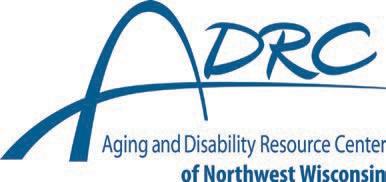 ADRC
Aging and Disability Resource Center
of Northwest Wisconsin